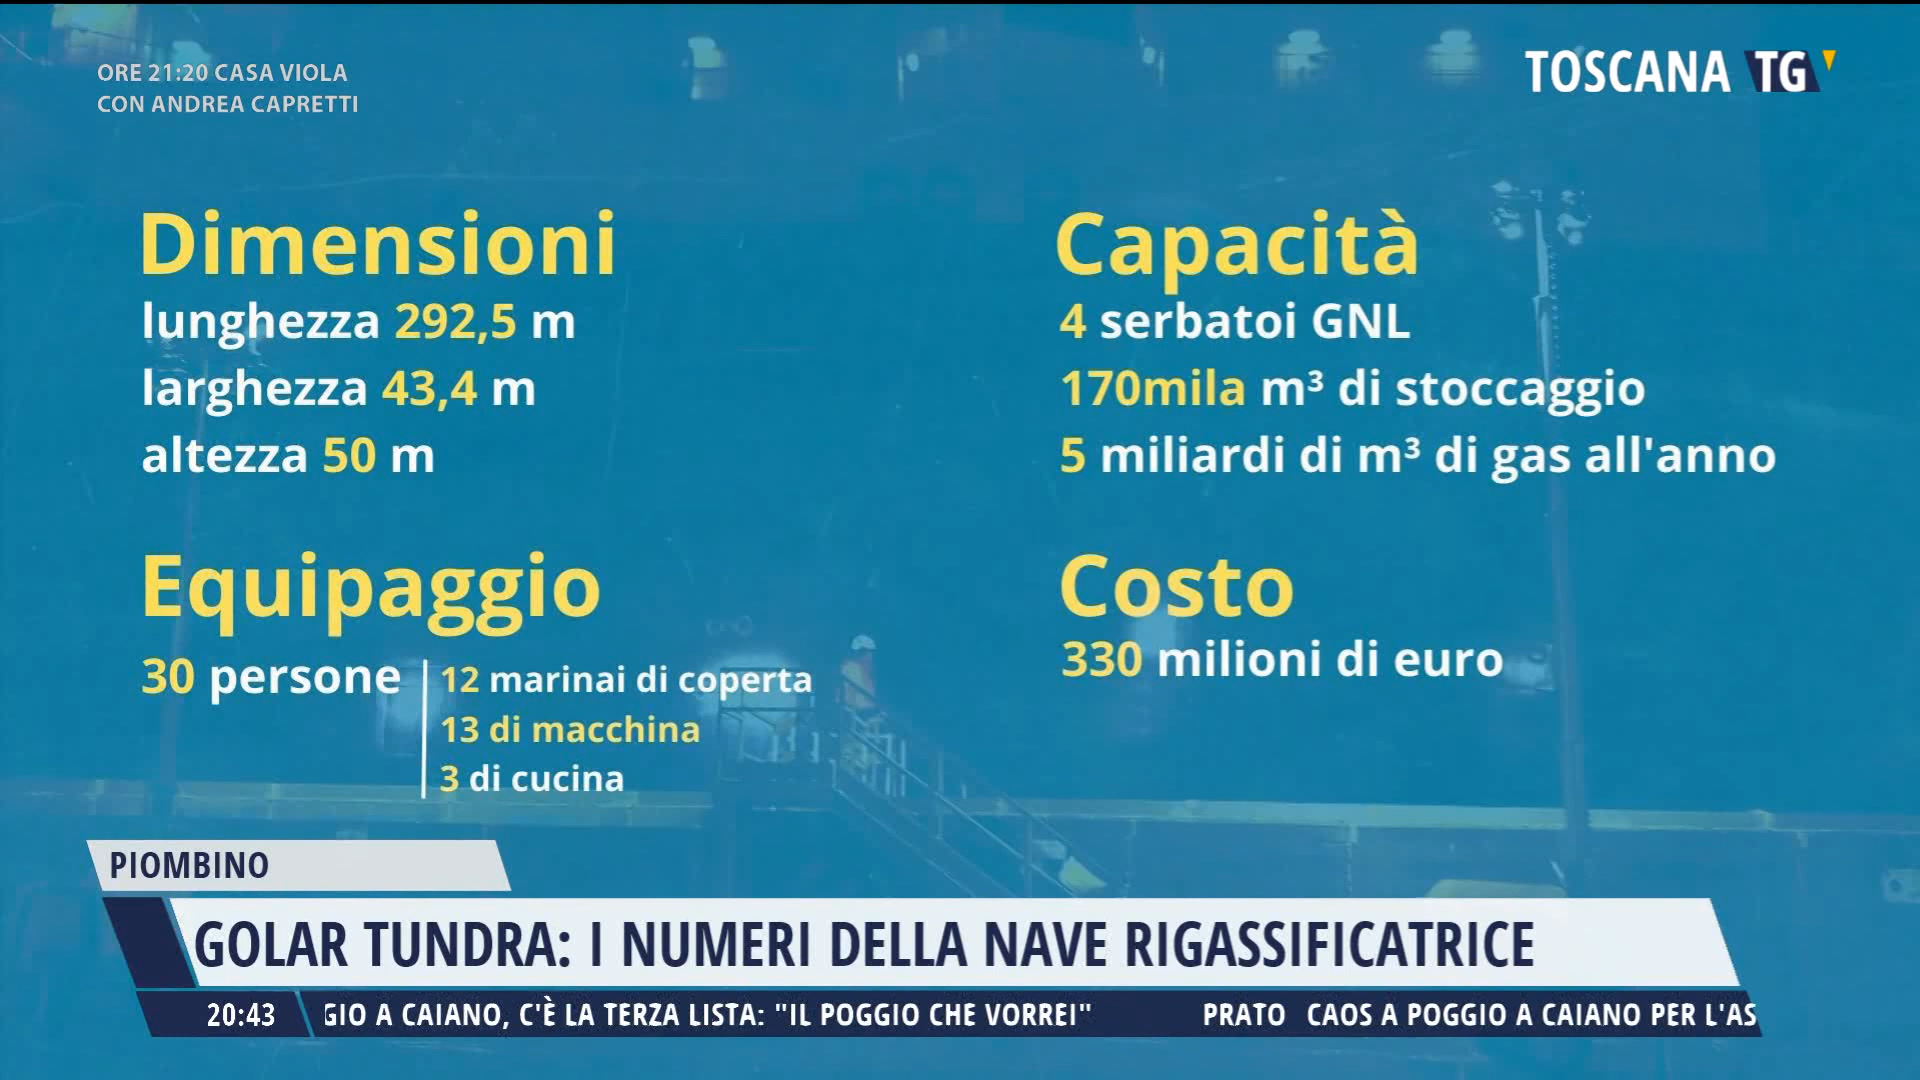 ORE 21:20 CASA VIOLA
CON ANDREA CAPRETTI
TOSCANA TG
Dimensioni
lunghezza 292,5 m
larghezza 43,4 m
altezza 50 m
Capacità
4 serbatoi GNL
170mila m³ di stoccaggio
5 miliardi di m³ di gas all'anno
Equipaggio
30 persone
12 marinai di coperta
13 di macchina
3 di cucina
Costo
330 milioni di euro
PIOMBINO
GOLAR TUNDRA: I NUMERI DELLA NAVE RIGASSIFICATRICE
20:43 GIO A CAIANO, C'È LA TERZA LISTA: "IL POGGIO CHE VORREI" PRATO CAOS A POGGIO A CAIANO PER L'AS